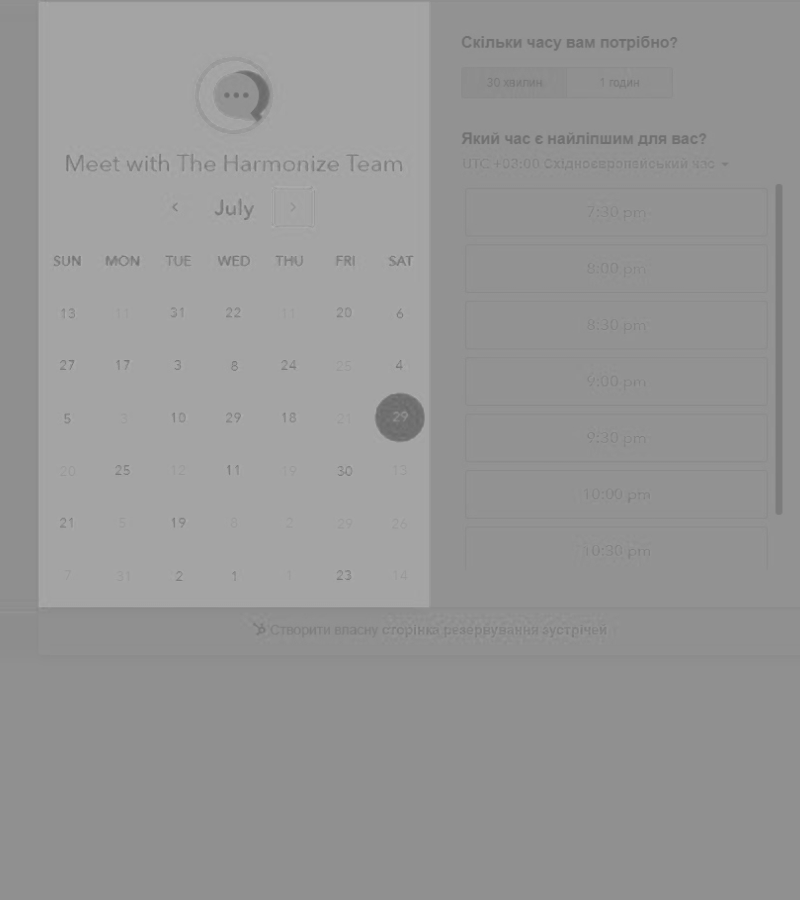 Meet with The Harmonize Team
July
SUN MON TUE WED THU FRI SAT
13 11 31 22 11 20 6
27 17 3 8 24 25 4
5 3 10 29 18 21 29
20 25 12 11 19 30 13
21 5 19 6 2 29 26
7 31 2 1 1 23 14
Скільки часу вам потрібно?
30 хвилин 1 годин
Який час є найліпшим для вас?
UTC +03:00 Східноєвропейський час
7:30 pm
8:00 pm
8:30 pm
9:00 pm
9:30 pm
10:00 pm
10:30 pm
Створити власну сторінка резервування зустрічей